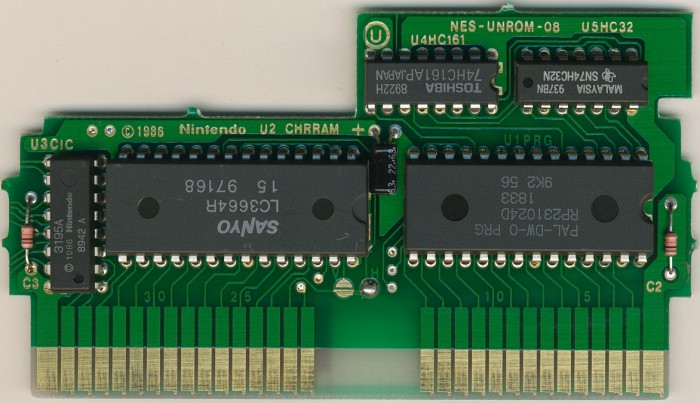 NES-UNROM-08 U5HC32
U
U4HC161
TOSHIBA
74HC161AP JAPAN
8922H
MALAYSIA
937BN
SN74HC32N
©1986 Nintendo U2 CHRRAM +
U1PRG
U3CIC
3195A
© 1986 Nintendo
8942 A
SANYO
LC3664R
15 97168
PAL-DW-0 PRG
RP231024D
1833
9K2 56
C3
C2
30 25 10 5